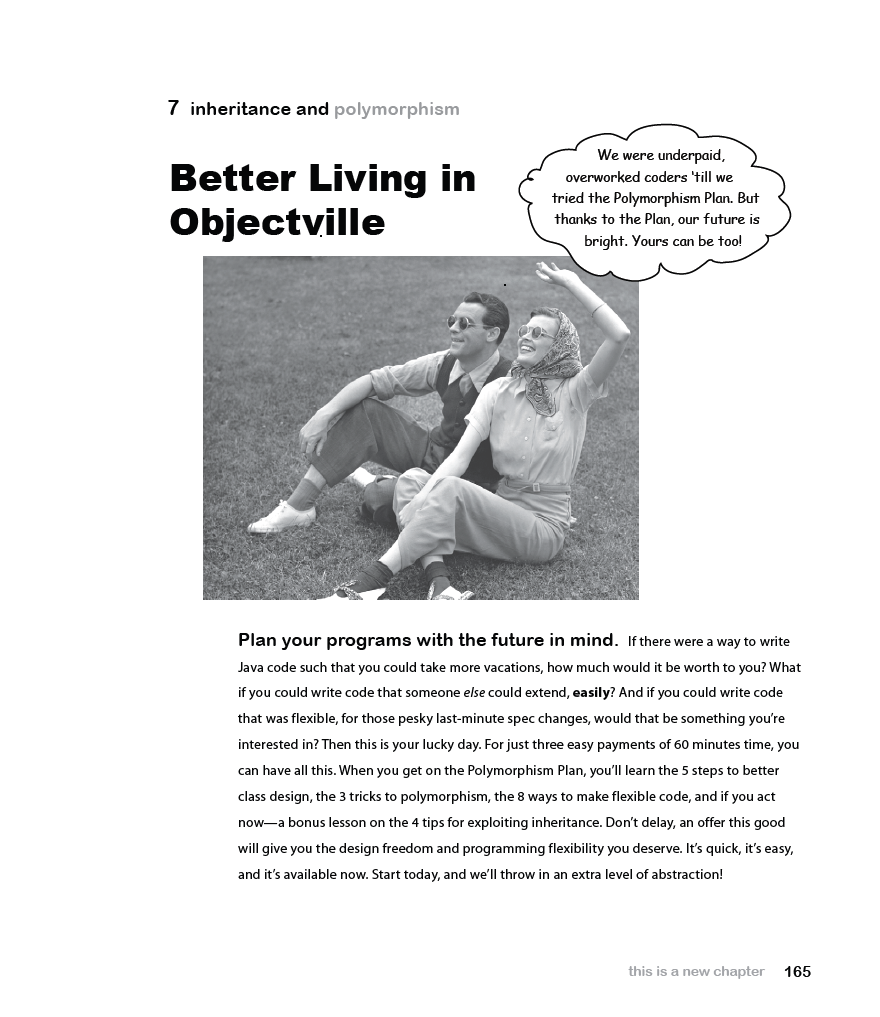 7 inheritance and polymorphism
Better Living in
Objectville
We were underpaid,
overworked coders 'till we
tried the Polymorphism Plan. But
thanks to the Plan, our future is
bright. Yours can be too!
Plan your programs with the future in mind. If there were a way to write
Java code such that you could take more vacations, how much would it be worth to you? What
if you could write code that someone else could extend, easily? And if you could write code
that was flexible, for those pesky last-minute spec changes, would that be something you’re
interested in? Then this is your lucky day. For just three easy payments of 60 minutes time, you
can have all this. When you get on the Polymorphism Plan, you’ll learn the 5 steps to better
class design, the 3 tricks to polymorphism, the 8 ways to make flexible code, and if you act
now—a bonus lesson on the 4 tips for exploiting inheritance. Don’t delay, an offer this good
will give you the design freedom and programming flexibility you deserve. It’s quick, it’s easy,
and it’s available now. Start today, and we’ll throw in an extra level of abstraction!
this is a new chapter 165